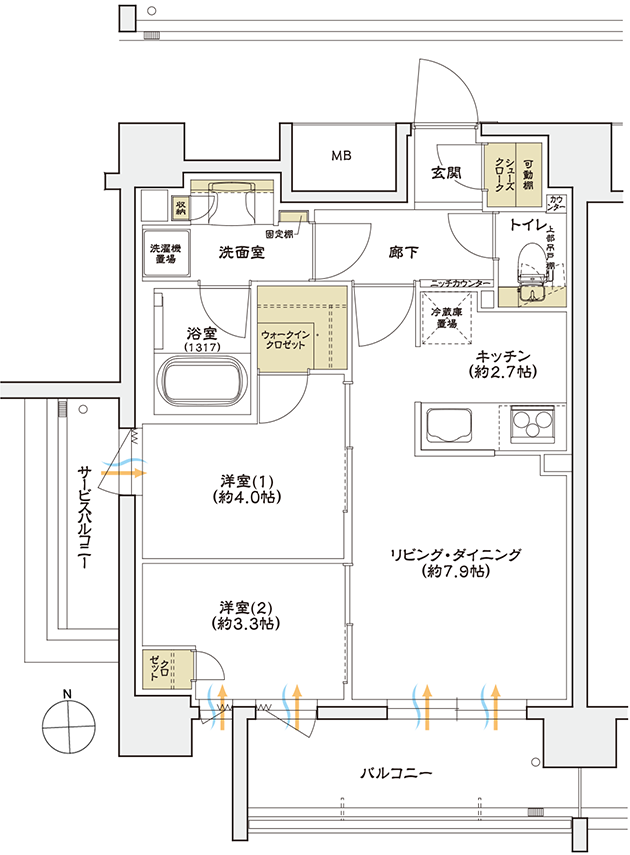 MB
玄関
シューズ
クローク
可動棚
カウ
ンター
収納
固定棚
トイレ
上部吊戸棚
洗濯機
置場
洗面室
廊下
ニッチカウンター
浴室
(1317)
ウォークイン
クロゼット
冷蔵庫
置場
キッチン
(約2.7帖)
サービスバルコニー
洋室(1)
(約4.0帖)
リビング・ダイニング
(約7.9帖)
洋室(2)
(約3.3帖)
クロ
ゼット
N
バルコニー